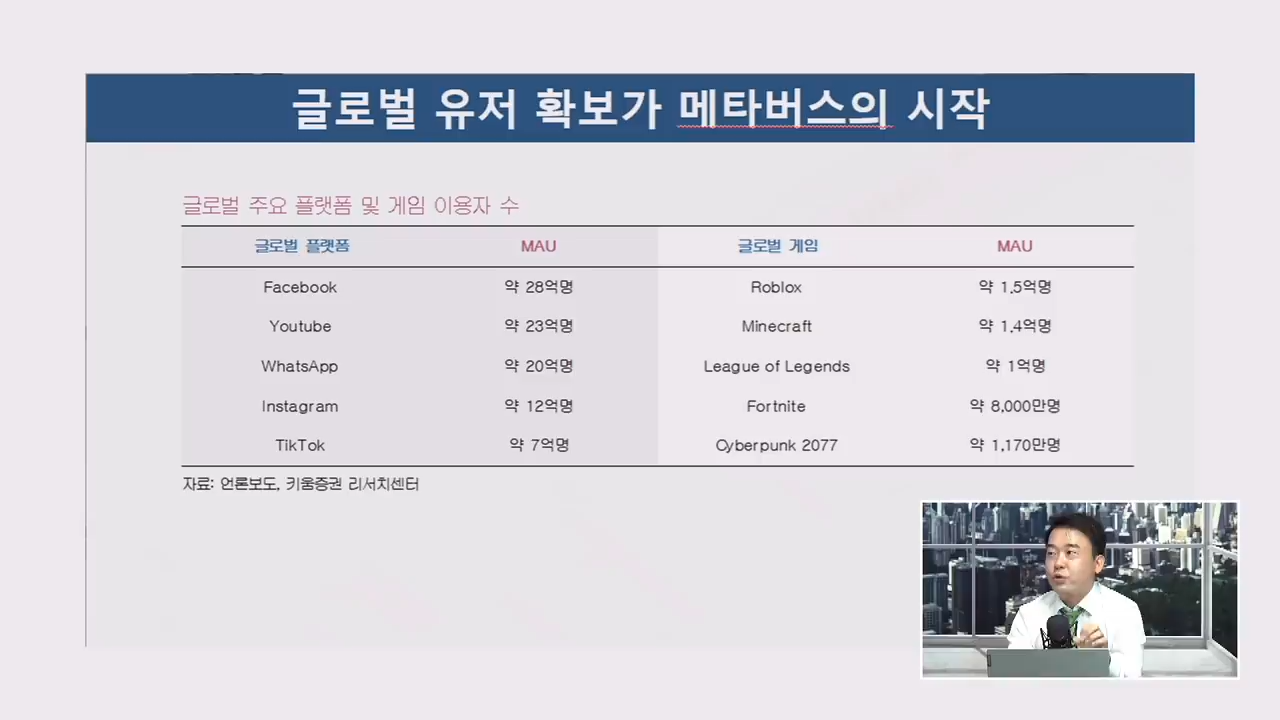 글로벌 유저 확보가 메타버스의 시작
글로벌 주요 플랫폼 및 게임 이용자 수
글로벌 플랫폼 MAU 글로벌 게임 MAU
Facebook 약 28억명 Roblox 약 1.5억명
Youtube 약 23억명 Minecraft 약 1.4억명
WhatsApp 약 20억명 League of Legends 약 1억명
Instagram 약 12억명 Fortnite 약 8,000만명
TikTok 약 7억명 Cyberpunk 2077 약 1,170만명
자료: 언론보도, 키움증권 리서치센터